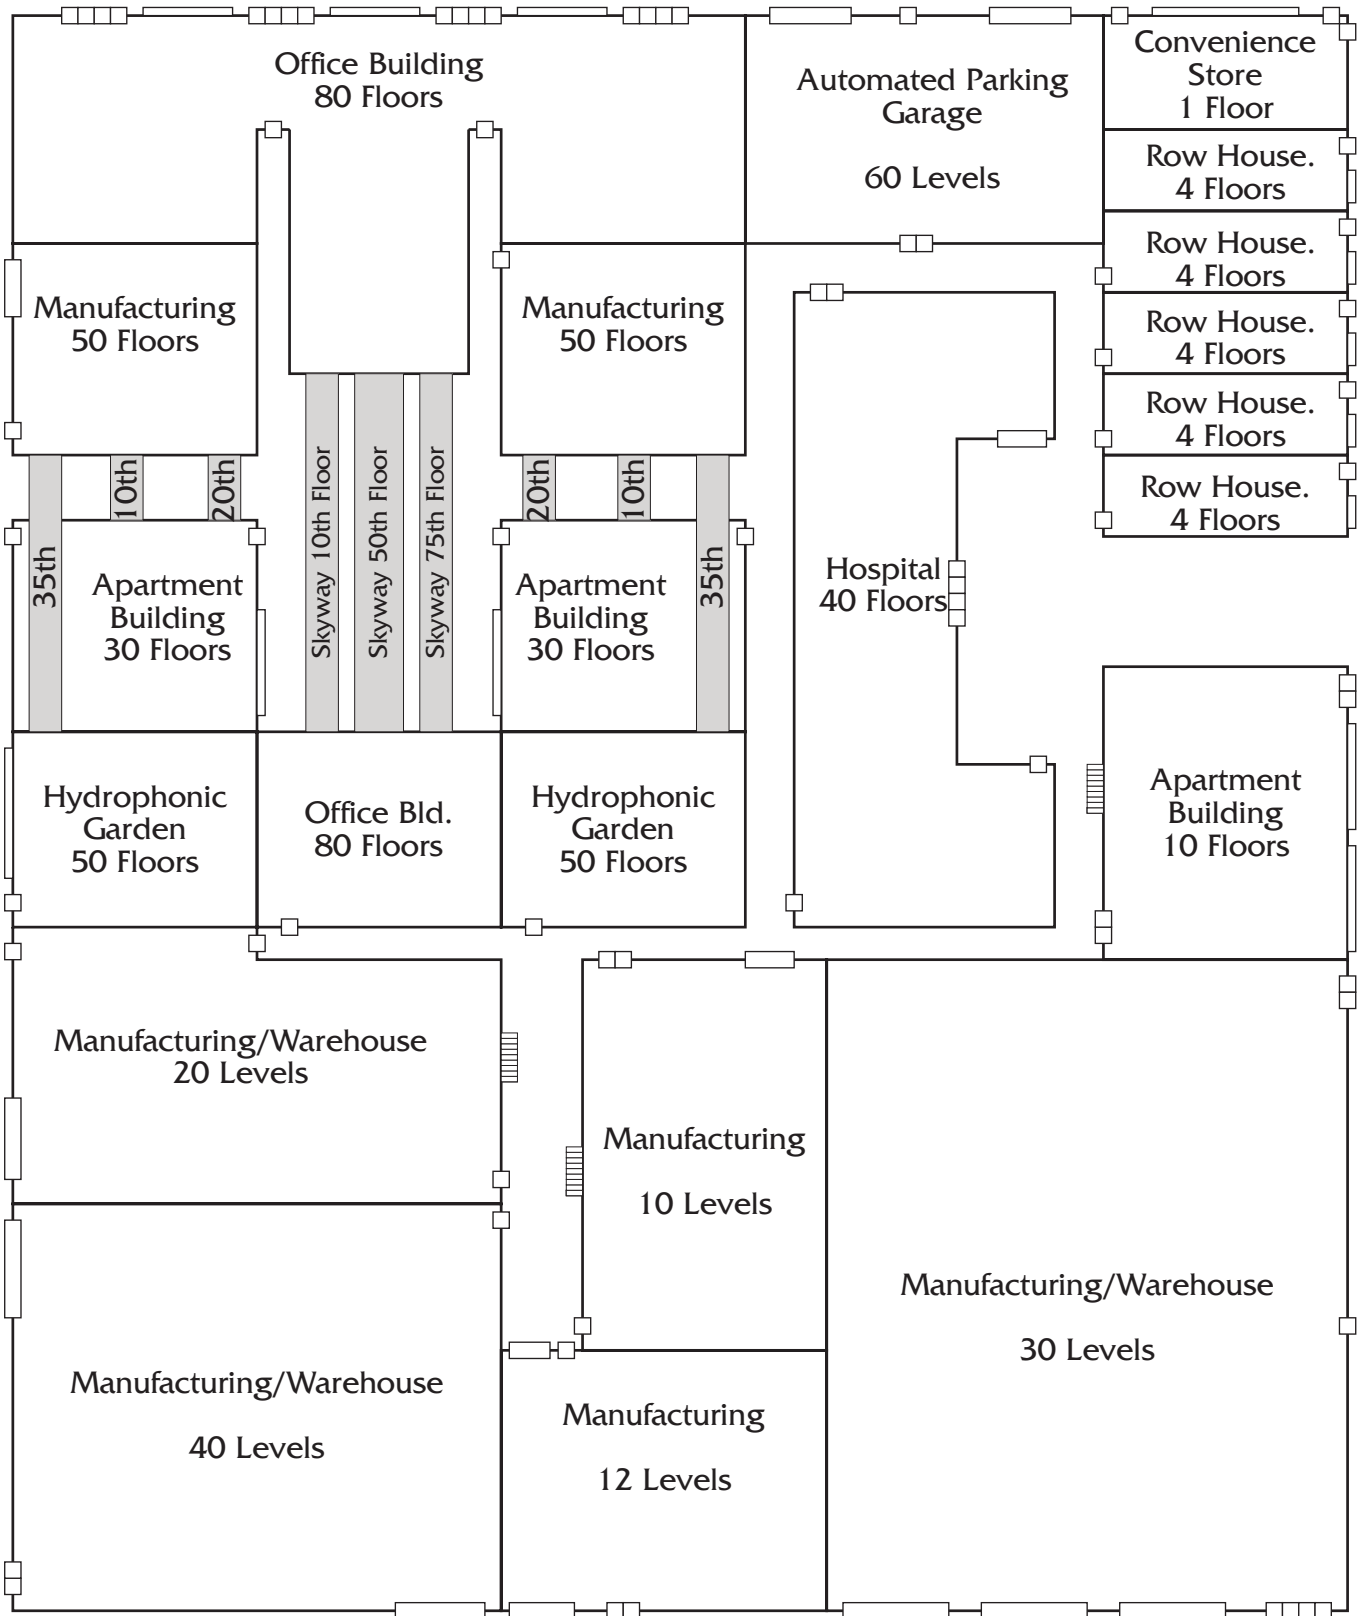 Office Building
80 Floors
Automated Parking
Garage
60 Levels
Convenience
Store
1 Floor
Row House.
4 Floors
Row House.
4 Floors
Row House.
4 Floors
Row House.
4 Floors
Row House.
4 Floors
Manufacturing
50 Floors
Manufacturing
50 Floors
35th
10th
20th
Skyway 10th Floor
Skyway 50th Floor
Skyway 75th Floor
20th
10th
35th
Apartment
Building
30 Floors
Apartment
Building
30 Floors
Hospital
40 Floors
Hydrophonic
Garden
50 Floors
Office Bld.
80 Floors
Hydrophonic
Garden
50 Floors
Apartment
Building
10 Floors
Manufacturing/Warehouse
20 Levels
Manufacturing
10 Levels
Manufacturing/Warehouse
30 Levels
Manufacturing/Warehouse
40 Levels
Manufacturing
12 Levels